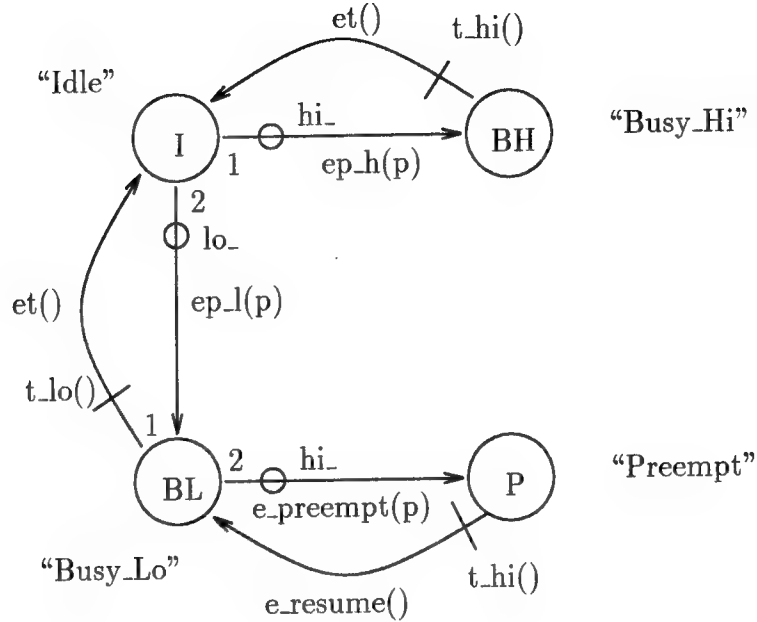 et()
t_hi()
“Idle”
hi_
“Busy_Hi”
I
BH
1
ep_h(p)
2
lo_
et()
ep_l(p)
t_lo()
1
2
hi_
“Preempt”
BL
P
e_preempt(p)
“Busy_Lo”
t_hi()
e_resume()